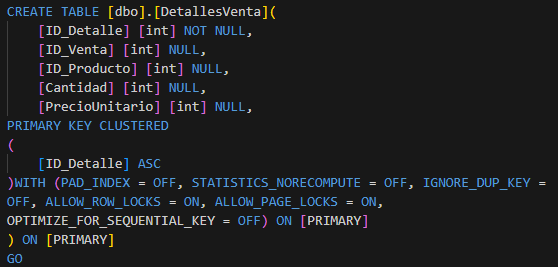 CREATE TABLE [dbo].[DetallesVenta](
    [ID_Detalle] [int] NOT NULL,
    [ID_Venta] [int] NULL,
    [ID_Producto] [int] NULL,
    [Cantidad] [int] NULL,
    [PrecioUnitario] [int] NULL,
PRIMARY KEY CLUSTERED
(
    [ID_Detalle] ASC
)WITH (PAD_INDEX = OFF, STATISTICS_NORECOMPUTE = OFF, IGNORE_DUP_KEY =
OFF, ALLOW_ROW_LOCKS = ON, ALLOW_PAGE_LOCKS = ON,
OPTIMIZE_FOR_SEQUENTIAL_KEY = OFF) ON [PRIMARY]
) ON [PRIMARY]
GO